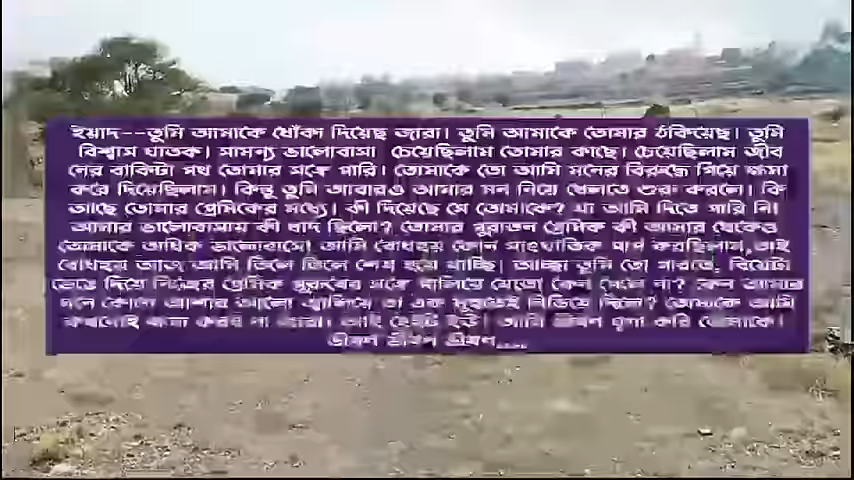 ইয়াদ--তুমি আমাকে ধোঁকা দিয়েছ জারা। তুমি আমাকে তোমার ঠকিয়েছ। তুমি
বিশ্বাস ঘাতক। সামন্য ভালোবাসা চেয়েছিলাম তোমার কাছে। চেয়েছিলাম জীব
নের বাকিটা পথ তোমার সঙ্গে পারি। তোমাকে তো আমি মনের বিরুদ্ধে গিয়ে ক্ষমা
করে দিয়েছিলাম। কিন্তু তুমি আবারও আমার মন নিয়ে খেলতে শুরু করলে। কি
আছে তোমার প্রেমিকের মধ্যে। কী দিয়েছে সে তোমাকে? যা আমি দিতে পারি নি।
আমার ভালোবাসায় কী বাদ ছিলো? তোমার পুরাতন প্রেমিক কী আমার থেকেও
তোমাকে অধিক ভালোবাসে! আমি বোধহয় কোন সাংঘাতিক পাপ করছিলাম,তাই
বোধহয় আজ আমি তিলে তিলে শেষ হয়ে যাচ্ছি। আচ্ছা তুমি তো পারতে, বিয়েটা
ভেঙে দিয়ে নিজের প্রেমিক পুরুষের সঙ্গে পালিয়ে যেতে! কেন গেলে না? কেন আমার
মনে কোনো আশার আলো জ্বালিয়ে তা এক মুহূর্তেই নিভিয়ে দিলে? তোমাকে আমি
কখনোই ক্ষমা করব না জারা। আই হেইট ইউ। আমি ভীষণ ঘৃণা করি তোমাকে।
ভীষণ ভীষণ ভীষণ....